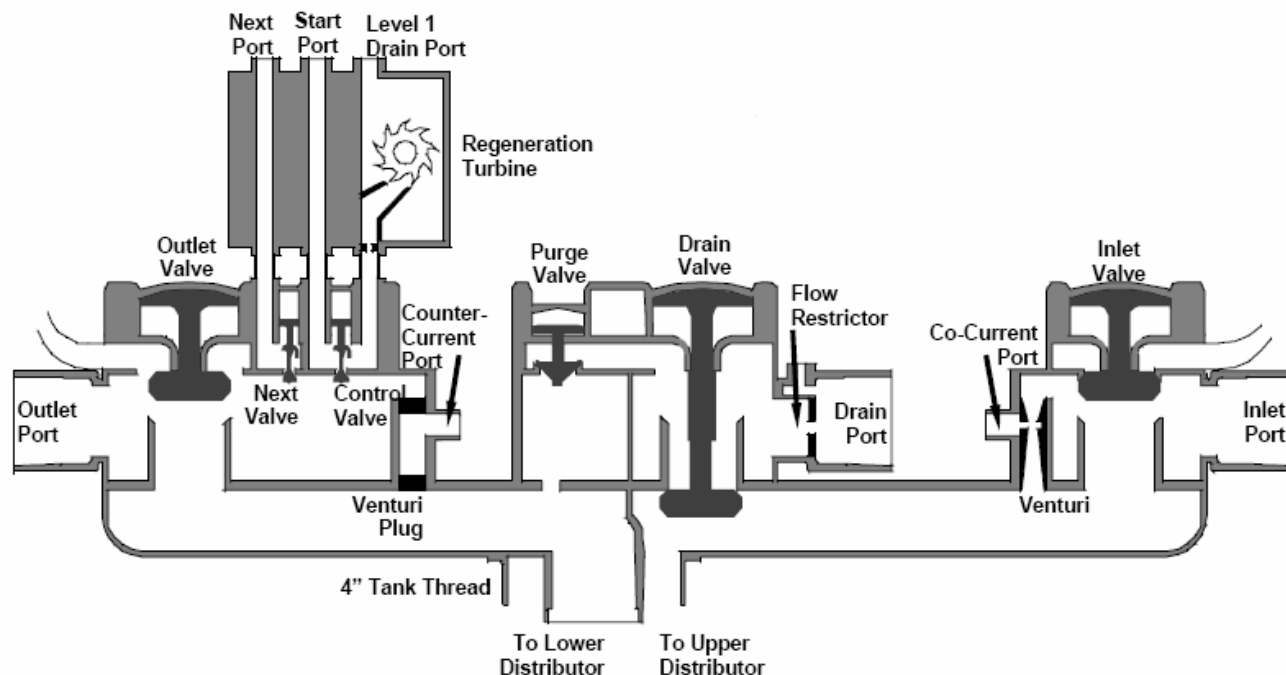 Next
Port
Start
Port
Level 1
Drain Port
Regeneration
Turbine
Outlet
Valve
Purge
Valve
Drain
Valve
Inlet
Valve
Counter-
Current
Port
Flow
Restrictor
Co-Current
Port
Outlet
Port
Next
Valve
Control
Valve
Drain
Port
Inlet
Port
Venturi
Plug
Venturi
4” Tank Thread
To Lower
Distributor
To Upper
Distributor